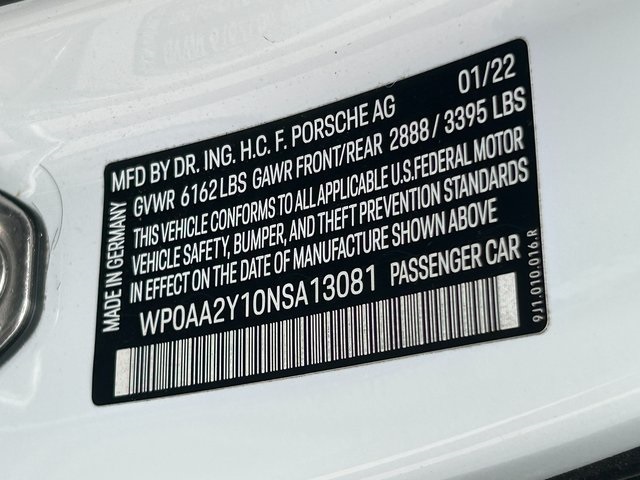 01/22
MFD BY DR. ING. H.C. F. PORSCHE AG
GVWR 6162 LBS GAWR FRONT/REAR 2888 / 3395 LBS
THIS VEHICLE CONFORMS TO ALL APPLICABLE U.S. FEDERAL MOTOR
VEHICLE SAFETY, BUMPER, AND THEFT PREVENTION STANDARDS
IN EFFECT ON THE DATE OF MANUFACTURE SHOWN ABOVE
WP0AA2Y10NSA13081 PASSENGER CAR
MADE IN GERMANY
9J1.010.016.R